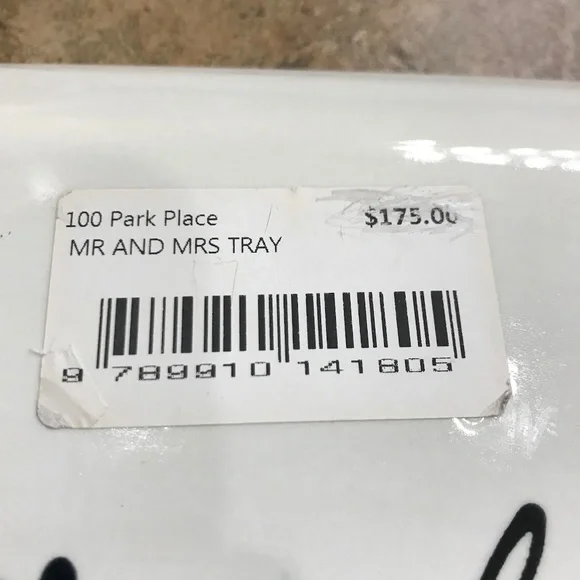 100 Park Place
$175.00
MR AND MRS TRAY
9 789910 141805